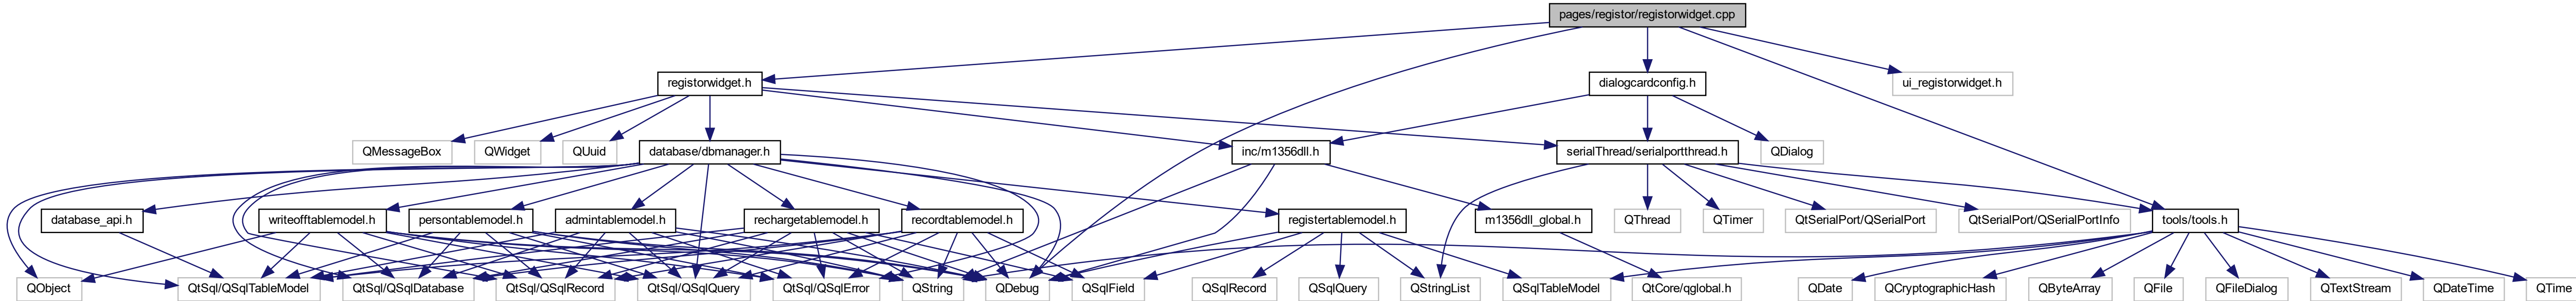 pages/registor/registorwidget.cpp
registorwidget.h
dialogcardconfig.h
ui_registorwidget.h
QMessageBox
QWidget
QUuid
database/dbmanager.h
inc/m1356dll.h
serialThread/serialportthread.h
QDialog
database_api.h
writeofftablemodel.h
persontablemodel.h
admintablemodel.h
rechargetablemodel.h
recordtablemodel.h
registertablemodel.h
m1356dll_global.h
QThread
QTimer
QtSerialPort/QSerialPort
QtSerialPort/QSerialPortInfo
tools/tools.h
QObject
QtSql/QSqlTableModel
QtSql/QSqlDatabase
QtSql/QSqlRecord
QtSql/QSqlQuery
QtSql/QSqlError
QString
QDebug
QSqlField
QSqlRecord
QSqlQuery
QStringList
QSqlTableModel
QtCore/qglobal.h
QDate
QCryptographicHash
QByteArray
QFile
QFileDialog
QTextStream
QDateTime
QTime